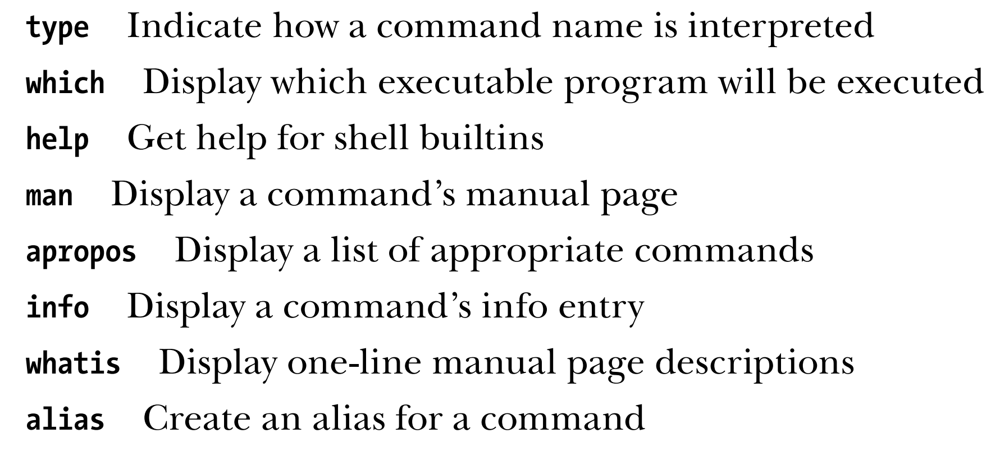 type Indicate how a command name is interpreted
which Display which executable program will be executed
help Get help for shell builtins
man Display a command’s manual page
apropos Display a list of appropriate commands
info Display a command’s info entry
whatis Display one-line manual page descriptions
alias Create an alias for a command